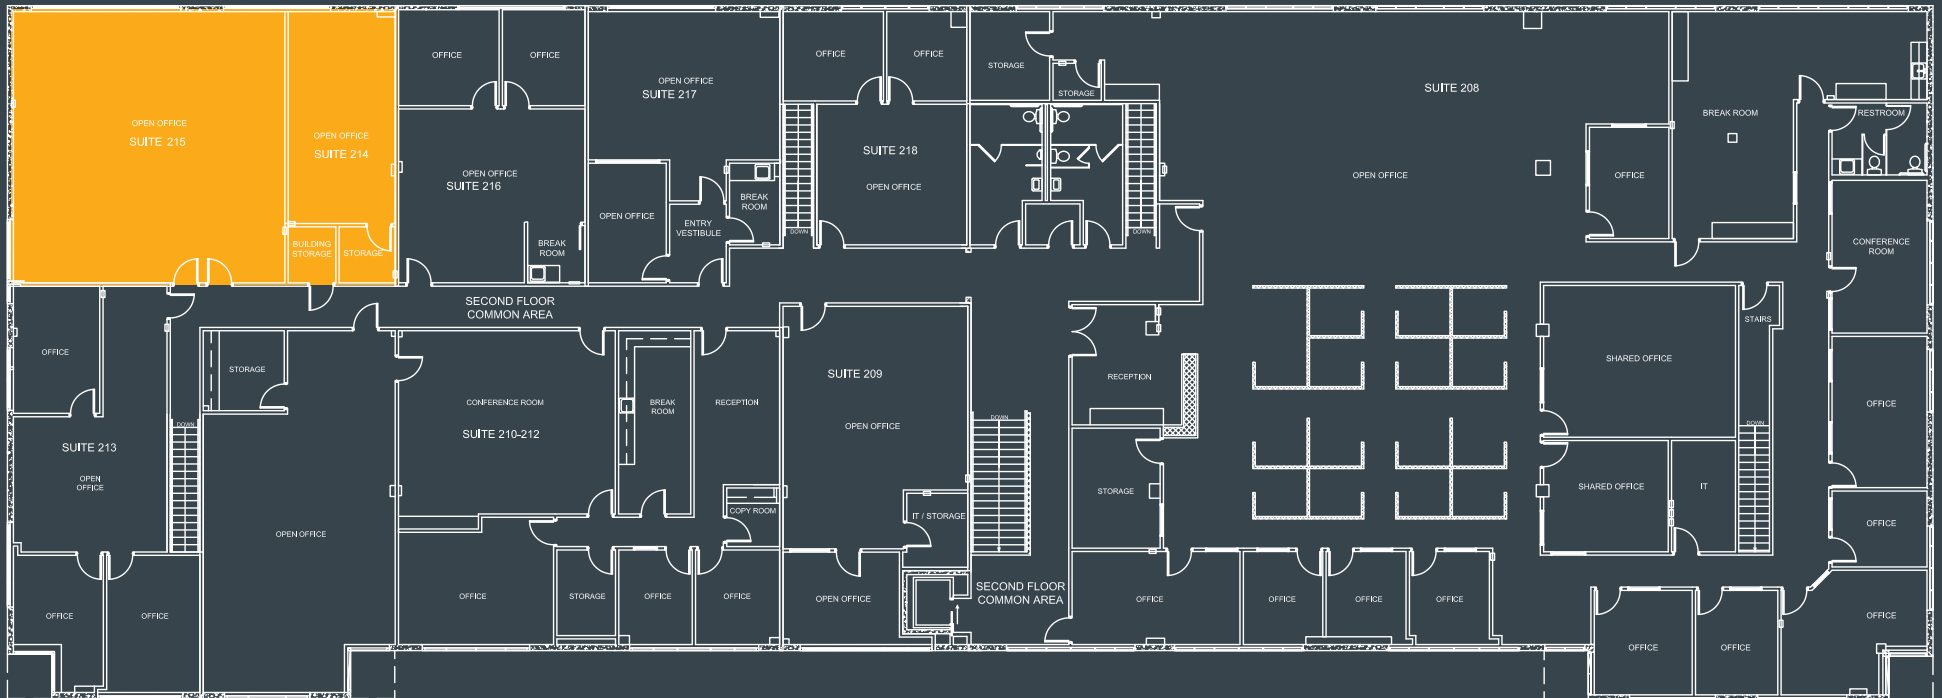 OPEN OFFICE
SUITE 215
OPEN OFFICE
SUITE 214
BUILDING
STORAGE
STORAGE
OFFICE
OFFICE
OPEN OFFICE
SUITE 216
BREAK
ROOM
OPEN OFFICE
SUITE 217
OPEN OFFICE
ENTRY
VESTIBULE
BREAK
ROOM
DOWN
OFFICE
OFFICE
SUITE 218
OPEN OFFICE
STORAGE
STORAGE
DOWN
SUITE 208
OPEN OFFICE
OFFICE
BREAK ROOM
RESTROOM
CONFERENCE
ROOM
SECOND FLOOR
COMMON AREA
OFFICE
SUITE 213
OPEN
OFFICE
DOWN
OFFICE
OFFICE
STORAGE
OPEN OFFICE
CONFERENCE ROOM
SUITE 210-212
BREAK
ROOM
RECEPTION
COPY ROOM
OFFICE
STORAGE
OFFICE
OFFICE
SUITE 209
OPEN OFFICE
IT / STORAGE
OPEN OFFICE
DOWN
SECOND FLOOR
COMMON AREA
RECEPTION
STORAGE
OFFICE
OFFICE
OFFICE
OFFICE
SHARED OFFICE
SHARED OFFICE
IT
STAIRS
DOWN
OFFICE
OFFICE
OFFICE
OFFICE
OFFICE